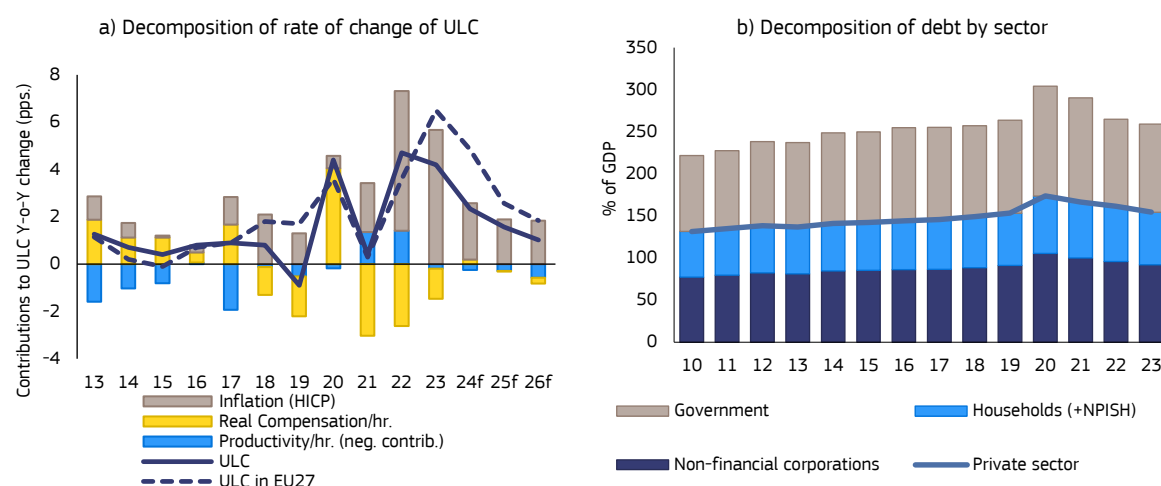 a) Decomposition of rate of change of ULC
Contributions to ULC Y-o-Y change (pps.)
8
6
4
2
0
-2
-4
13 14 15 16 17 18 19 20 21 22 23 24f 25f 26f
Inflation (HICP)
Real Compensation/hr.
Productivity/hr. (neg. contrib.)
ULC
ULC in EU27
b) Decomposition of debt by sector
% of GDP
350
300
250
200
150
100
50
0
10 11 12 13 14 15 16 17 18 19 20 21 22 23
Government
Households (+NPISH)
Non-financial corporations
Private sector